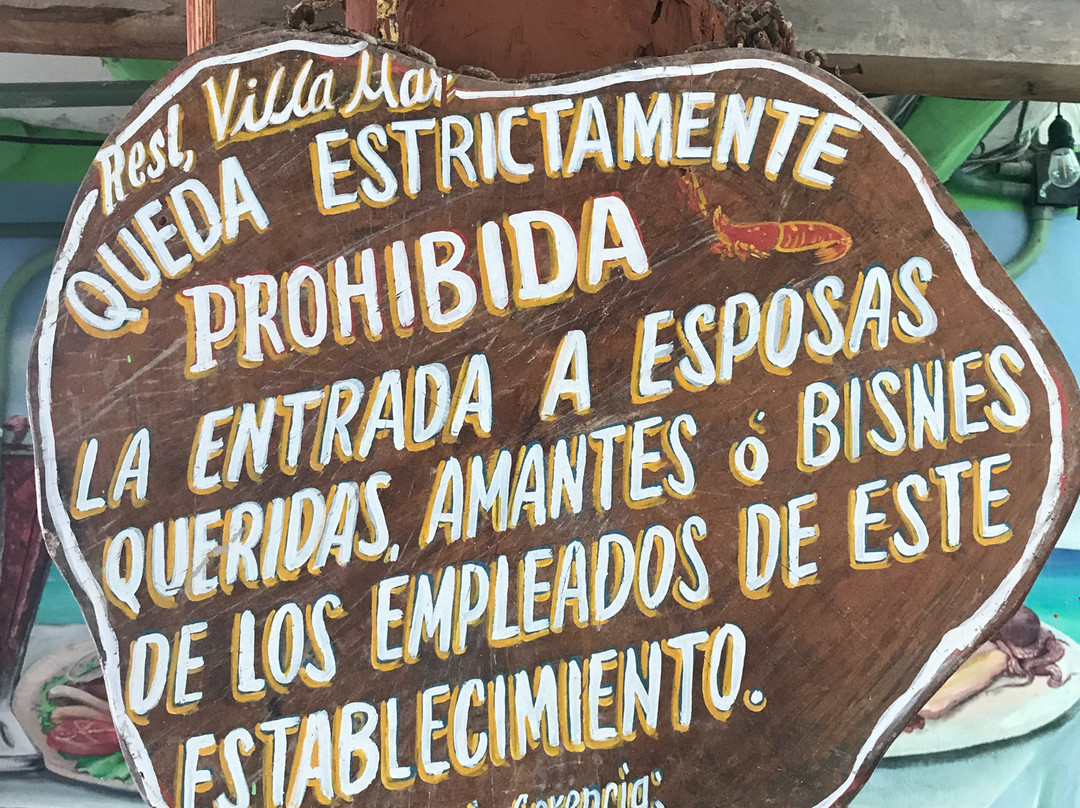 Rest, Villa Mar.
QUEDA ESTRICTAMENTE
PROHIBIDA
LA ENTRADA A ESPOSAS
QUERIDAS, AMANTES ó BISNES
DE LOS EMPLEADOS DE ESTE
ESTABLECIMIENTO.